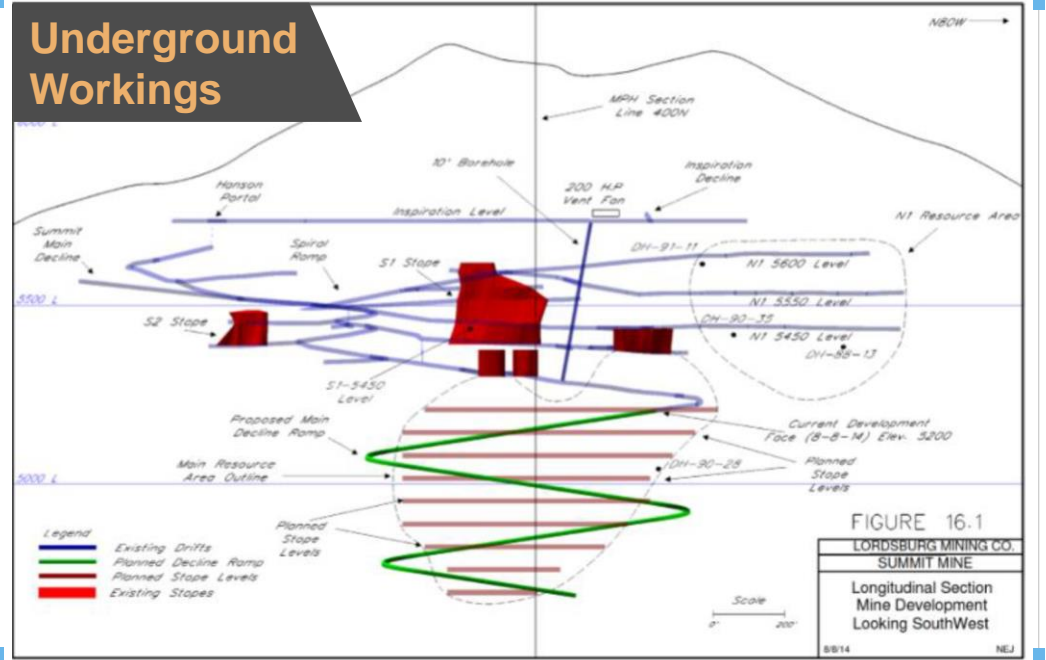 Underground
Workings
N80W
6000 L
MPH Section
Line 400N
10' Borehole
Inspiration
Decline
200 H.P.
Vent Fan
Hanson
Portal
Inspiration Level
N1 Resource Area
Summit
Main
Decline
Spiral
Ramp
S1 Stope
DH-91-11
N1 5600 Level
5500 L
N1 5550 Level
S2 Stope
DH-90-35
N1 5450 Level
DH-88-13
S1-5450
Level
Proposed Main
Decline Ramp
Current Development
Face (8-8-14) Elev. 5200
Main Resource
Area Outline
DH-90-28
Planned
Stope
Levels
5000 L
Planned
Stope
Levels
Legend
Existing Drifts
Planned Decline Ramp
Planned Stope Levels
Existing Stopes
Scale
0' 200'
FIGURE 16.1
LORDSBURG MINING CO.
SUMMIT MINE
Longitudinal Section
Mine Development
Looking SouthWest
8/8/14 NEJ